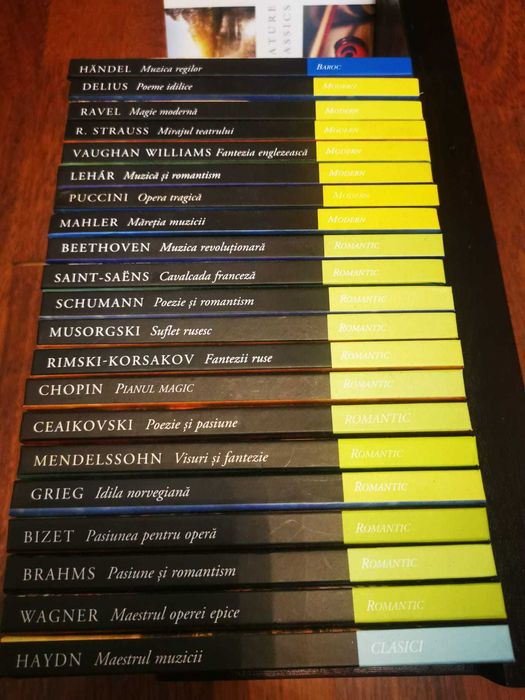 ATURE
ASSICS
HÄNDEL Muzica regilor BAROC
DELIUS Poeme idilice MODERN
RAVEL Magie modernă MODERN
R. STRAUSS Mirajul teatrului MODERN
VAUGHAN WILLIAMS Fantezia englezească MODERN
LEHÁR Muzică și romantism MODERN
PUCCINI Opera tragică MODERN
MAHLER Măreția muzicii MODERN
BEETHOVEN Muzica revoluționară ROMANTIC
SAINT-SAËNS Cavalcada franceză ROMANTIC
SCHUMANN Poezie și romantism ROMANTIC
MUSORGSKI Suflet rusesc ROMANTIC
RIMSKI-KORSAKOV Fantezii ruse ROMANTIC
CHOPIN PIANUL MAGIC ROMANTIC
CEAIKOVSKI Poezie și pasiune ROMANTIC
MENDELSSOHN Visuri și fantezie ROMANTIC
GRIEG Idila norvegiană ROMANTIC
BIZET Pasiunea pentru operă ROMANTIC
BRAHMS Pasiune și romantism ROMANTIC
WAGNER Maestrul operei epice ROMANTIC
HAYDN Maestrul muzicii CLASICI